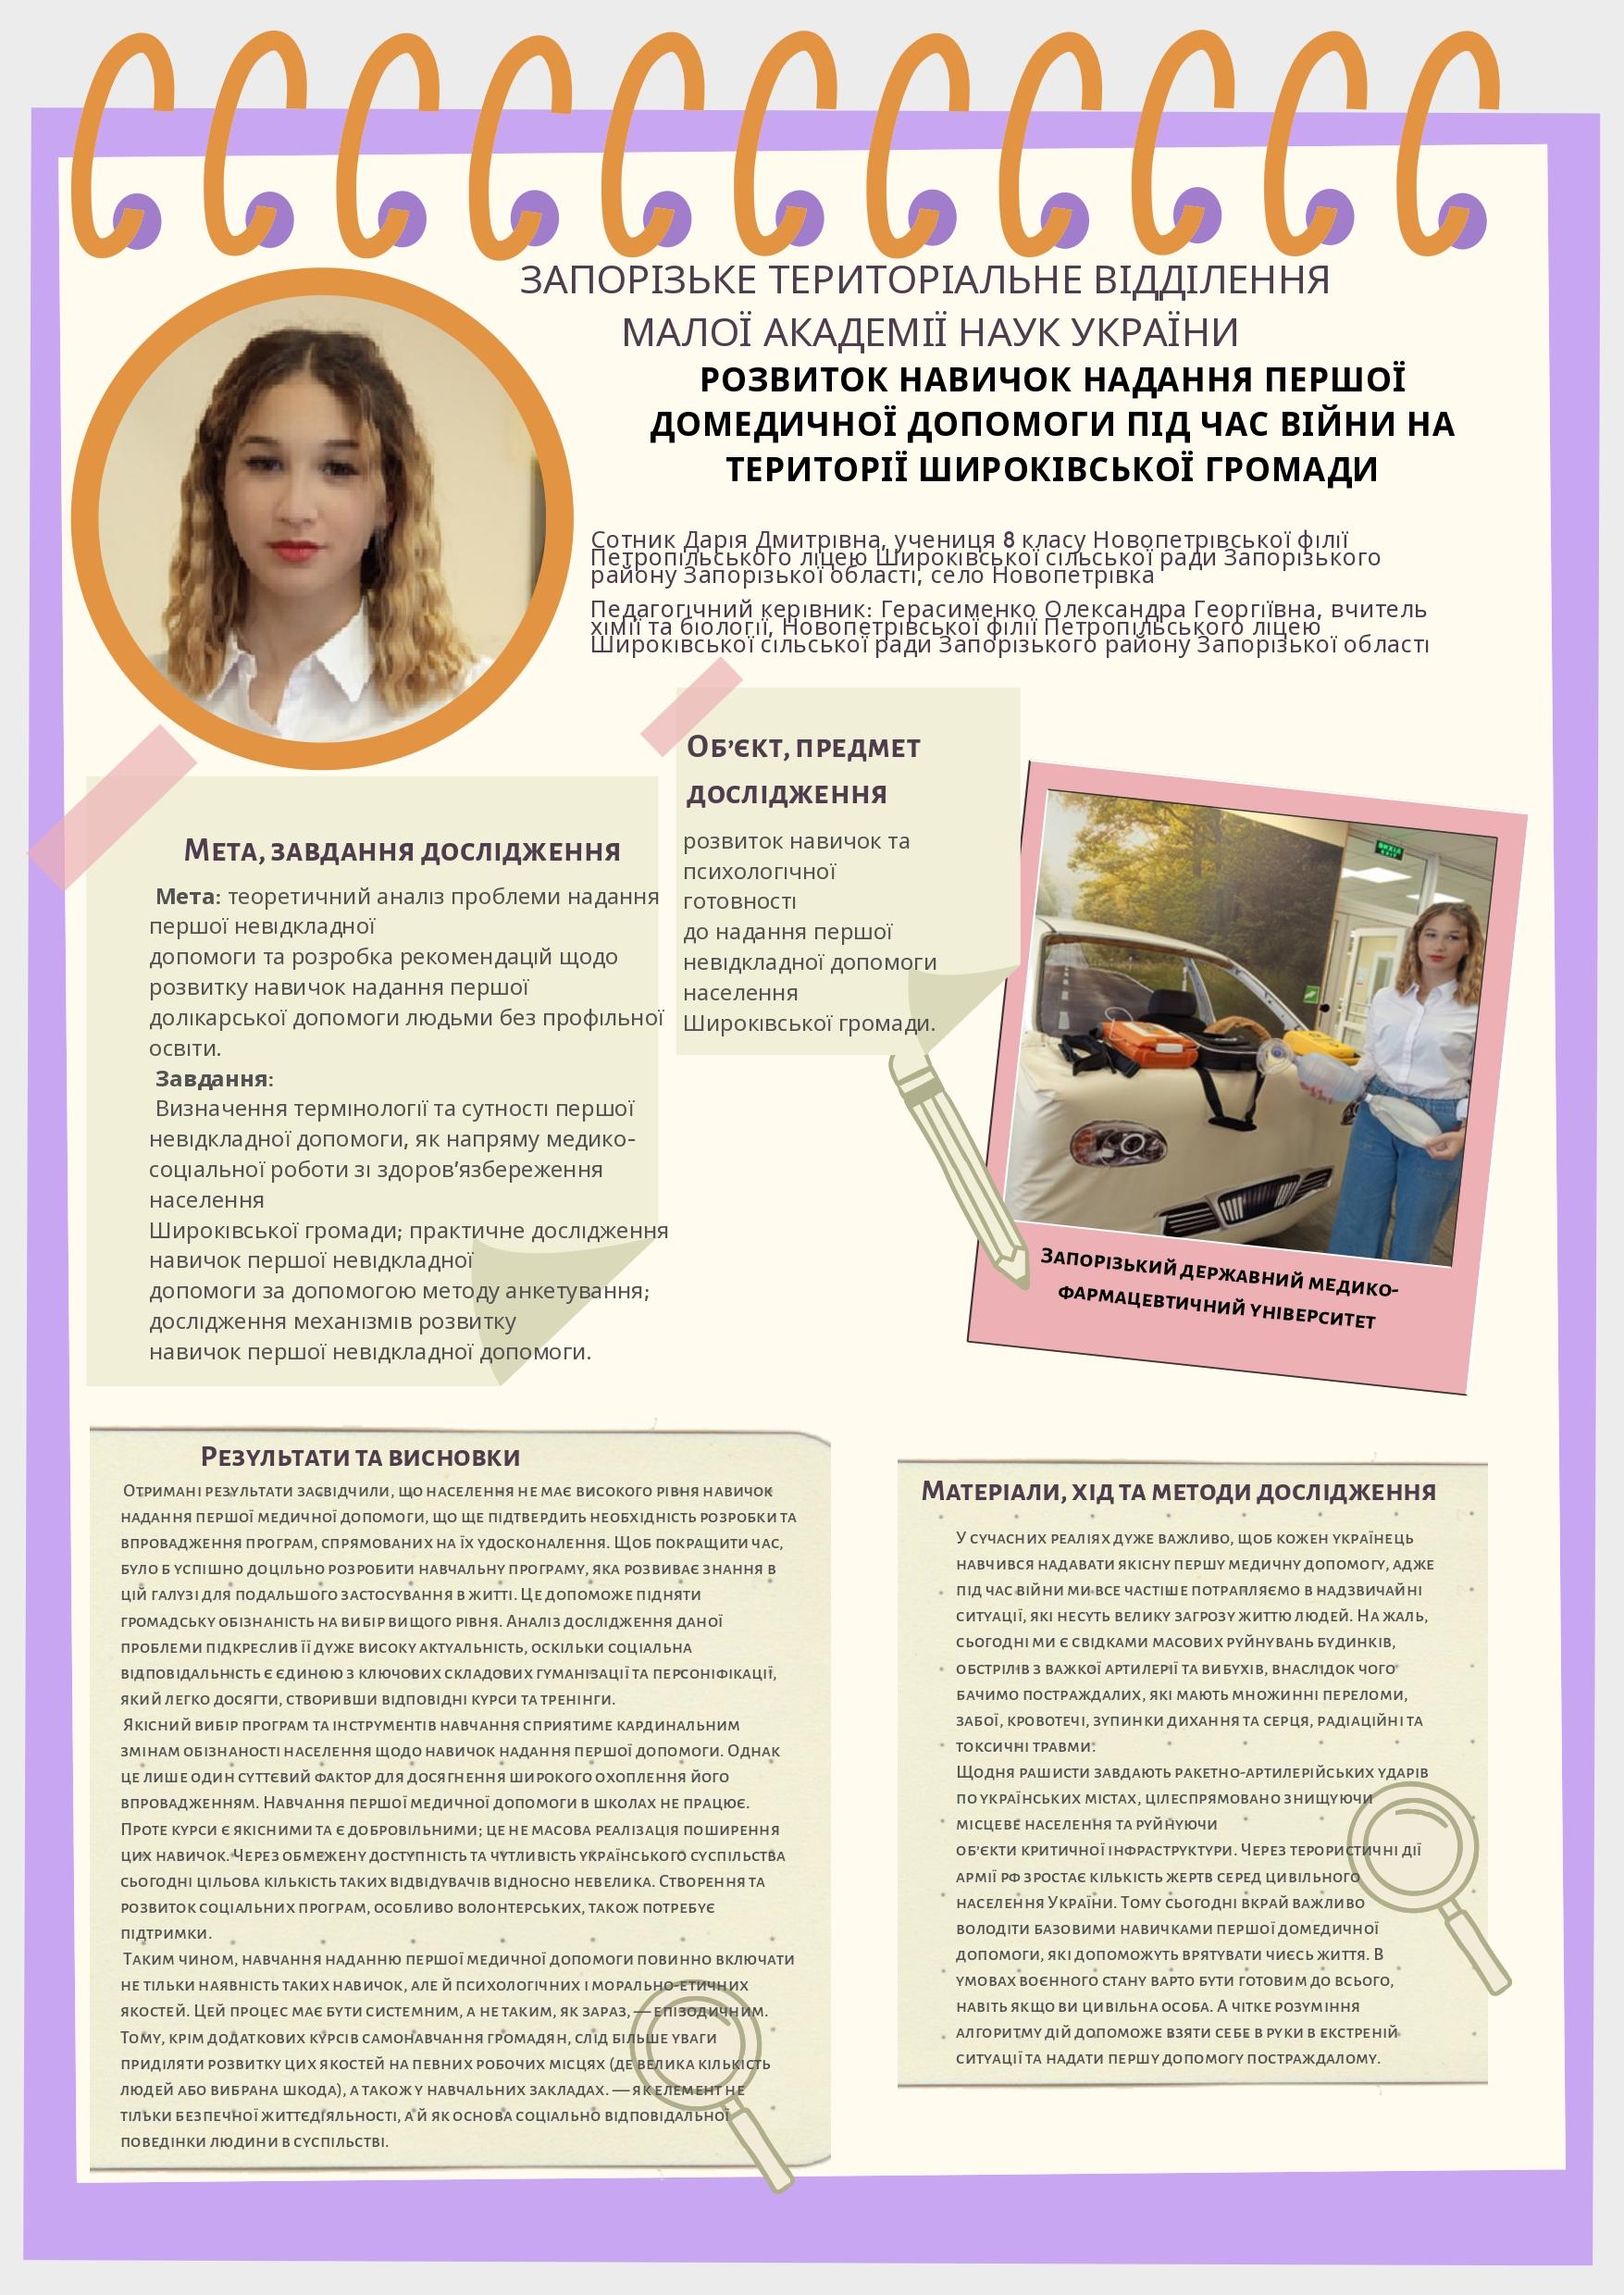 ЗАПОРІЗЬКЕ ТЕРИТОРІАЛЬНЕ ВІДДІЛЕННЯ
МАЛОЇ АКАДЕМІЇ НАУК УКРАЇНИ
РОЗВИТОК НАВИЧОК НАДАННЯ ПЕРШОЇ
ДОМЕДИЧНОЇ ДОПОМОГИ ПІД ЧАС ВІЙНИ НА
ТЕРИТОРІЇ ШИРОКІВСЬКОЇ ГРОМАДИ
Сотник Дарія Дмитрівна, учениця 8 класу Новопетрівської філії
Петропільського ліцею Широківської сільської ради Запорізького
району Запорізької області, село Новопетрівка
Педагогічний керівник: Герасименко Олександра Георгіївна, вчитель
хімії та біології, Новопетрівської філії Петропільського ліцею
Широківської сільської ради Запорізького району Запорізької області
Об'єкт, предмет
дослідження
розвиток навичок та
психологічної
готовності
до надання першої
невідкладної допомоги
населення
Широківської громади.
Мета, завдання дослідження
Мета: теоретичний аналіз проблеми надання
першої невідкладної
допомоги та розробка рекомендацій щодо
розвитку навичок надання першої
долікарської допомоги людьми без профільної
освіти.
Завдання:
Визначення термінології та сутності першої
невідкладної допомоги, як напряму медико-
соціальної роботи зі здоров'язбереження
населення
Широківської громади; практичне дослідження
навичок першої невідкладної
допомоги за допомогою методу анкетування;
дослідження механізмів розвитку
навичок першої невідкладної допомоги.
ВИХІД
EXIT
Запорізький державний медико-
фармацевтичний університет
Результати та висновки
Отримані результати засвідчили, що населення не має високого рівня навичок
надання першої медичної допомоги, що ще підтвердить необхідність розробки та
впровадження програм, спрямованих на їх удосконалення. Щоб покращити час,
було б успішно доцільно розробити навчальну програму, яка розвиває знання в
цій галузі для подальшого застосування в житті. Це допоможе підняти
громадську обізнаність на вибір вищого рівня. Аналіз дослідження даної
проблеми підкреслив її дуже високу актуальність, оскільки соціальна
відповідальність є єдиною з ключових складових гуманізації та персоніфікації,
який легко досягти, створивши відповідні курси та тренінги.
Якісний вибір програм та інструментів навчання сприятиме кардинальним
змінам обізнаності населення щодо навичок надання першої допомоги. Однак
це лише один суттєвий фактор для досягнення широкого охоплення його
впровадженням. Навчання першої медичної допомоги в школах не працює.
Проте курси є якісними та є добровільними; це не масова реалізація поширення
цих навичок. Через обмежену доступність та чутливість українського суспільства
сьогодні цільова кількість таких відвідувачів відносно невелика. Створення та
розвиток соціальних програм, особливо волонтерських, також потребує
підтримки.
Таким чином, навчання наданню першої медичної допомоги повинно включати
не тільки наявність таких навичок, але й психологічних і морально-етичних
якостей. Цей процес має бути системним, а не таким, як зараз, — епізодичним.
Тому, крім додаткових курсів самонавчання громадян, слід більше уваги
приділяти розвитку цих якостей на певних робочих місцях (де велика кількість
людей або вибрана шкода), а також у навчальних закладах. — як елемент не
тільки безпечної життєдіяльності, а й як основа соціально відповідальної
поведінки людини в суспільстві.
Матеріали, хід та методи дослідження
У сучасних реаліях дуже важливо, щоб кожен українець
навчився надавати якісну першу медичну допомогу, адже
під час війни ми все частіше потрапляємо в надзвичайні
ситуації, які несуть велику загрозу життю людей. На жаль,
сьогодні ми є свідками масових руйнувань будинків,
обстрілів з важкої артилерії та вибухів, внаслідок чого
бачимо постраждалих, які мають множинні переломи,
забої, кровотечі, зупинки дихання та серця, радіаційні та
токсичні травми.
Щодня рашисти завдають ракетно-артилерійських ударів
по українських містах, цілеспрямовано знищуючи
місцеве населення та руйнуючи
об'єкти критичної інфраструктури. Через терористичні дії
армії рф зростає кількість жертв серед цивільного
населення України. Тому сьогодні вкрай важливо
володіти базовими навичками першої домедичної
допомоги, які допоможуть врятувати чиєсь життя. В
умовах воєнного стану варто бути готовим до всього,
навіть якщо ви цивільна особа. А чітке розуміння
алгоритму дій допоможе взяти себе в руки в екстреній
ситуації та надати першу допомогу постраждалому.